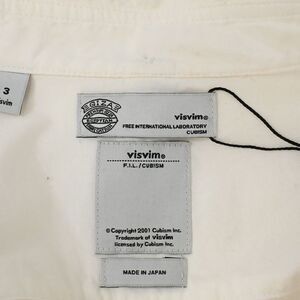 3
visvim
GIZA
visvim®
FREE INTERNATIONAL LABORATORY
CUBISM
visvim®
F.I.L. / CUBISM
©Copyright 2001 Cubism Inc.
Trademark of visvim
licensed by Cubism Inc.
MADE IN JAPAN